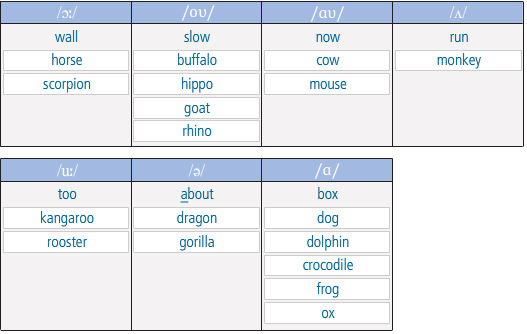 /ɔː/ /oʊ/ /ɑʊ/ /ʌ/
wall slow now run
horse buffalo cow monkey
scorpion hippo mouse
goat
rhino
/uː/ /ə/ /ɑ/
too about box
kangaroo dragon dog
rooster gorilla dolphin
crocodile
frog
ox